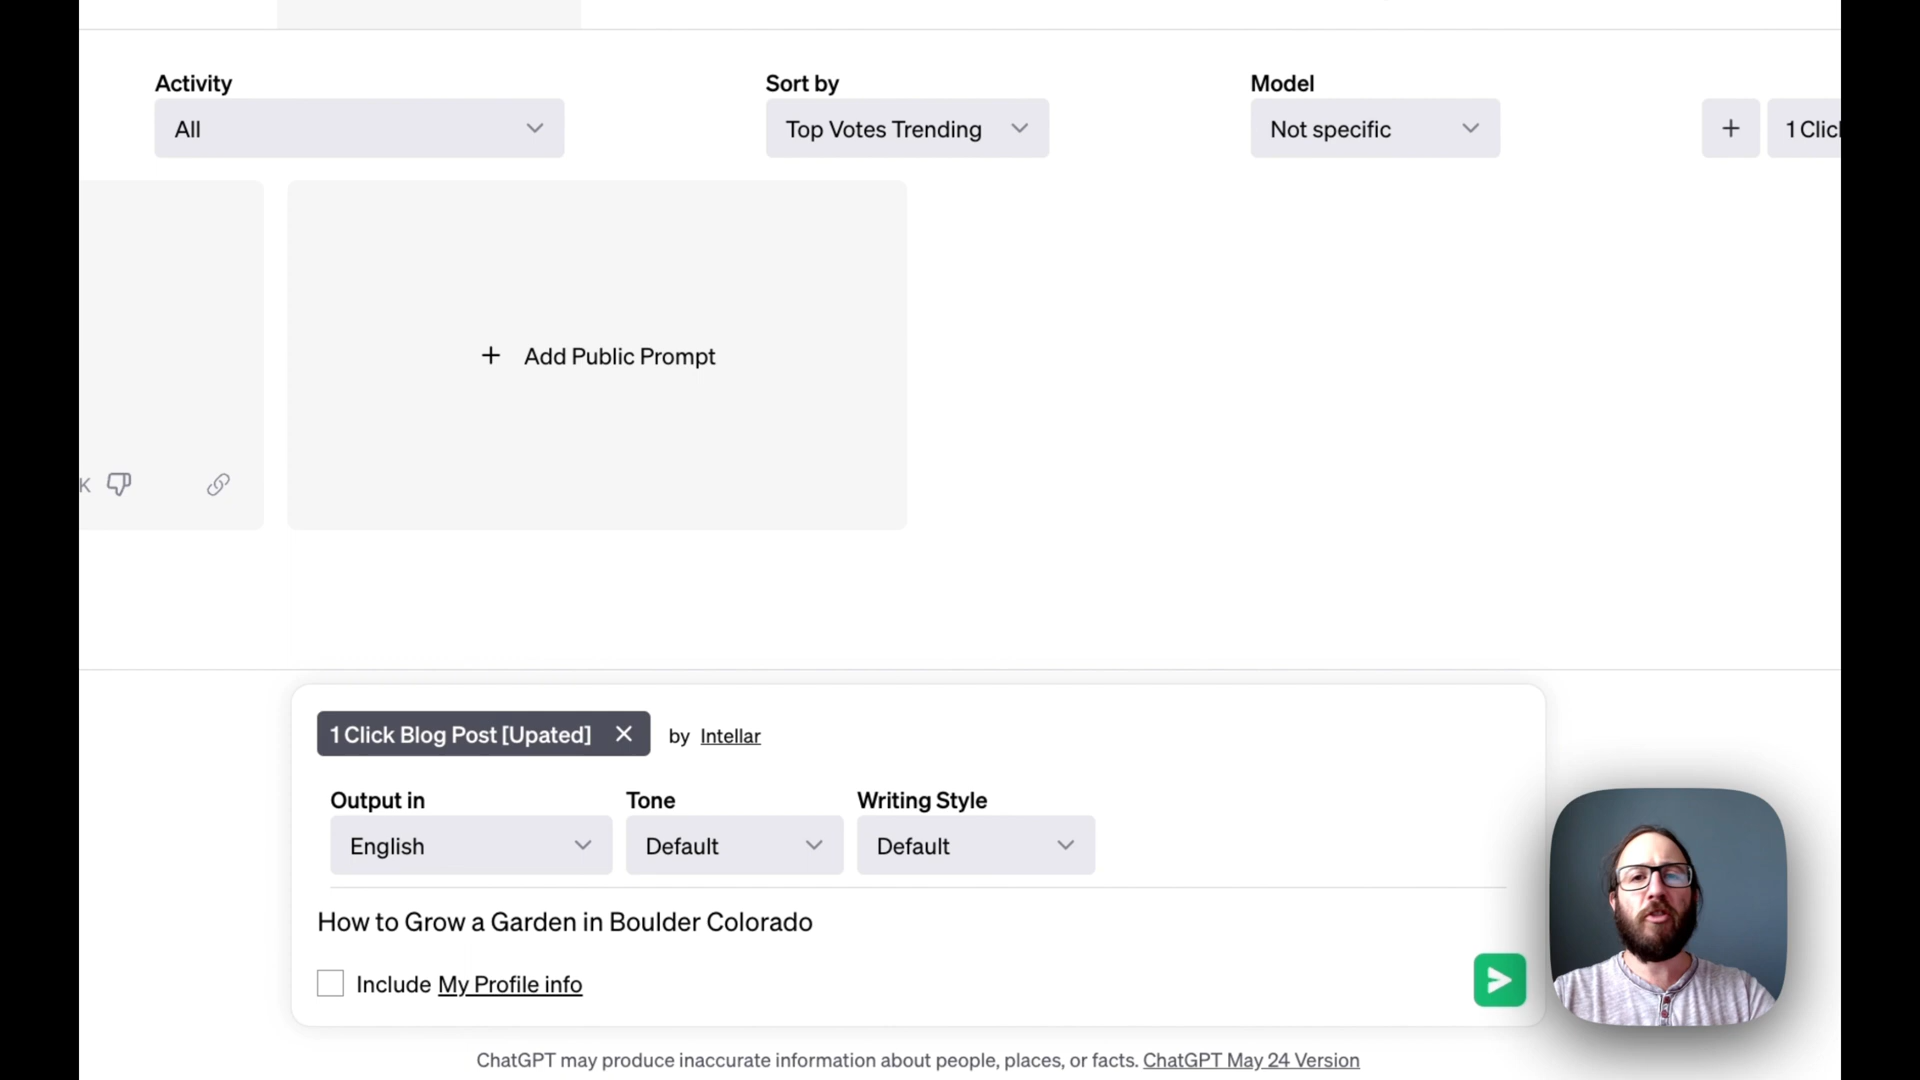 Activity
Sort by
Model
All
Top Votes Trending
Not specific
+
1 Clic
+ Add Public Prompt
K
1 Click Blog Post [Upated] X by Intellar
Output in
Tone
Writing Style
English
Default
Default
How to Grow a Garden in Boulder Colorado
Include My Profile info
ChatGPT may produce inaccurate information about people, places, or facts. ChatGPT May 24 Version